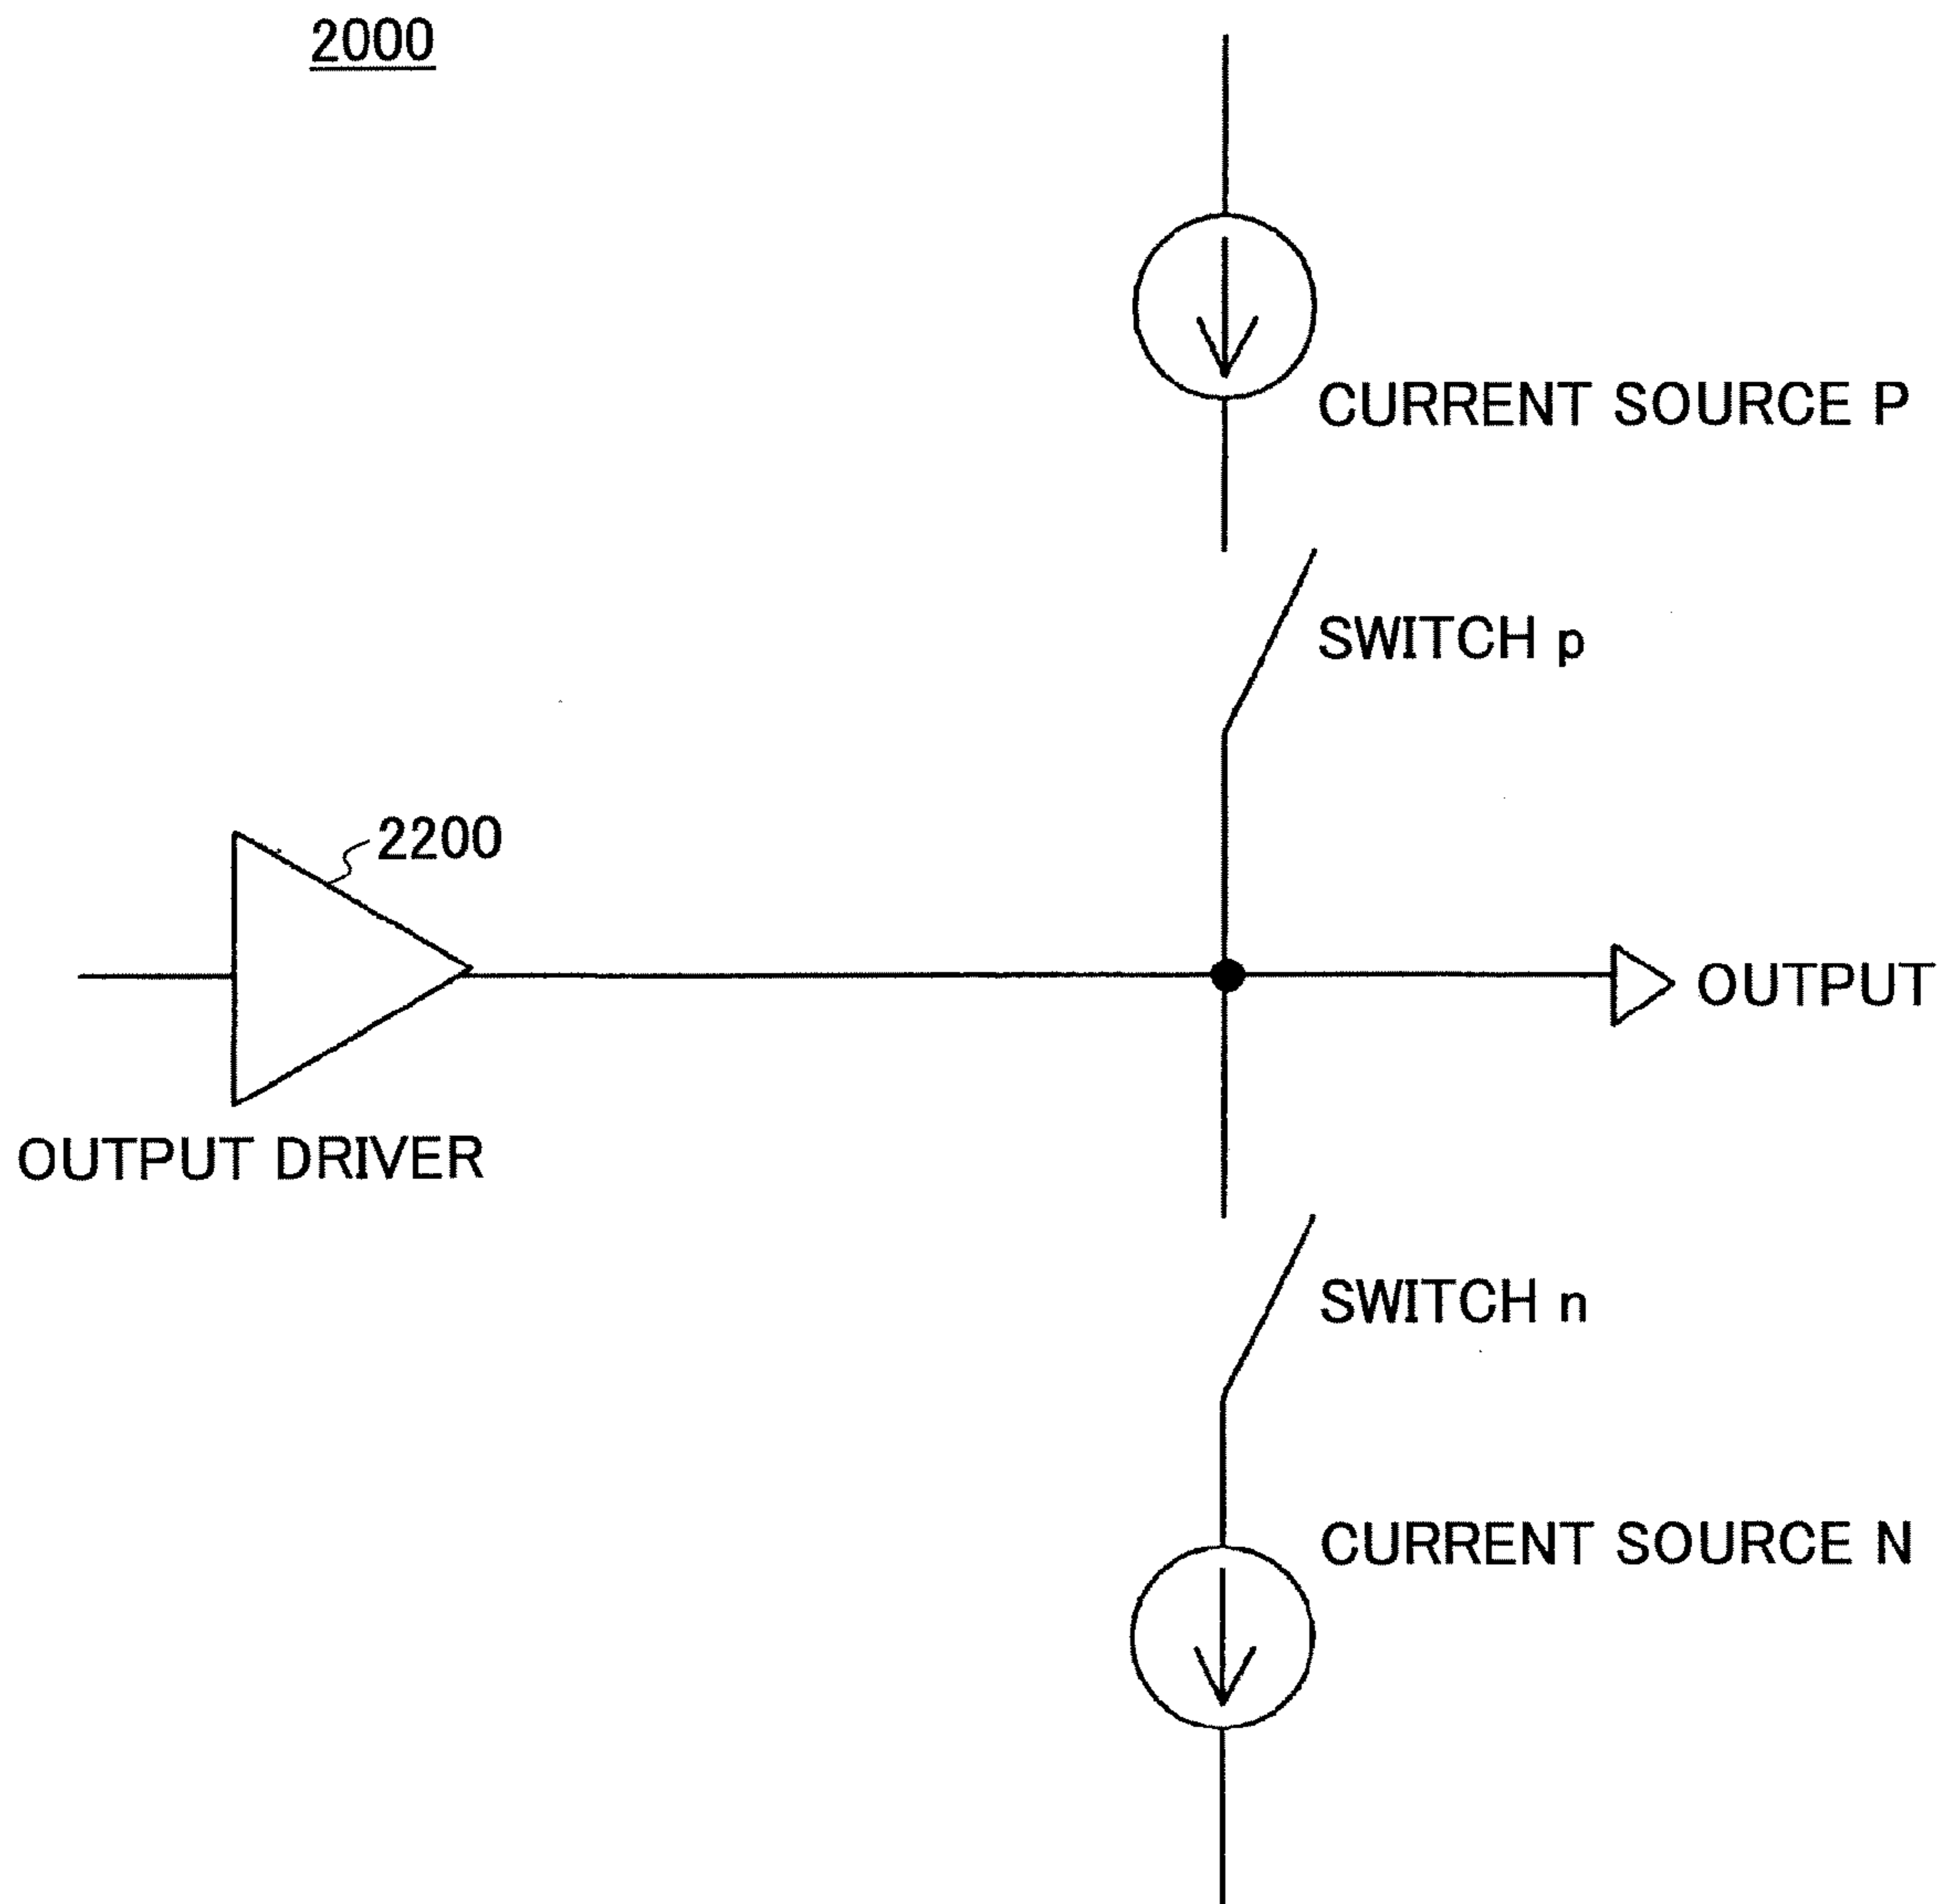 2000
CURRENT SOURCE P
SWITCH p
2200
OUTPUT
OUTPUT DRIVER
SWITCH n
CURRENT SOURCE N